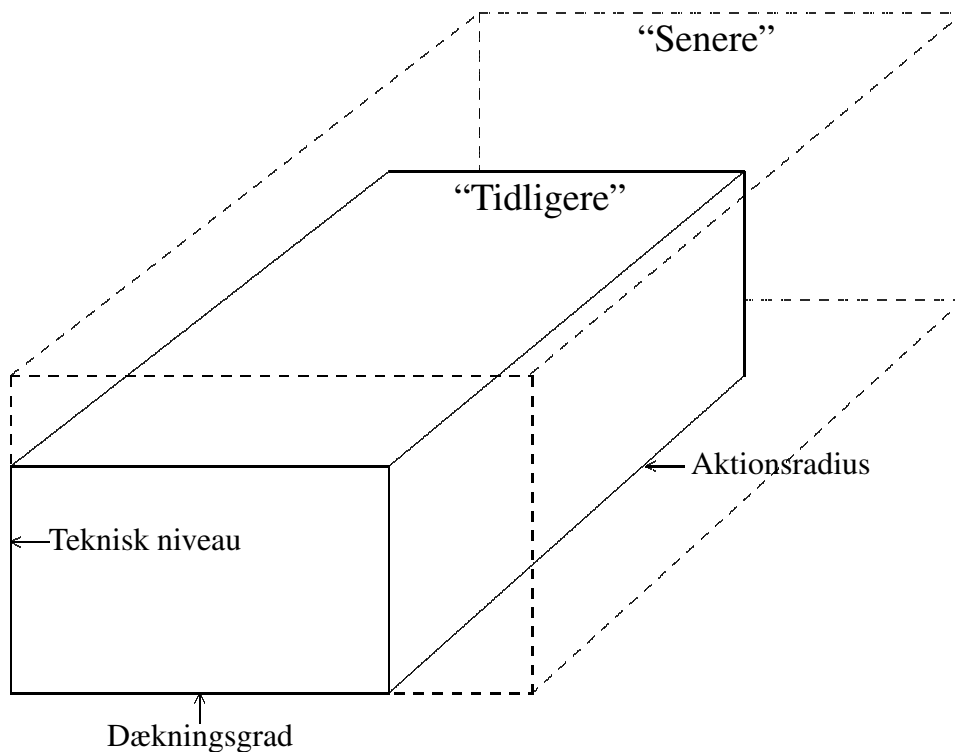 “Senere”
“Tidligere”
Aktionsradius
Teknisk niveau
Dækningsgrad